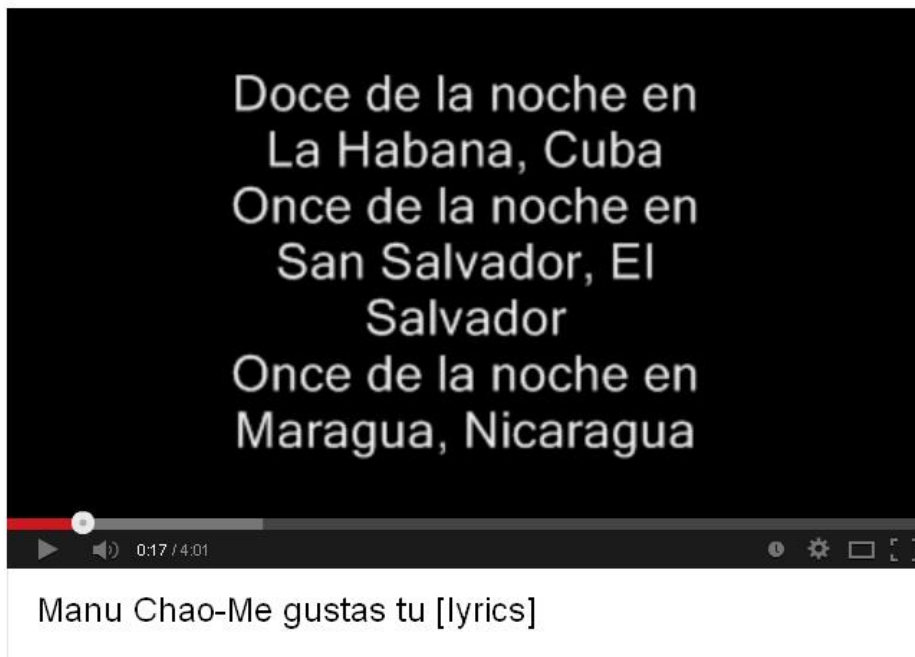 Doce de la noche en
La Habana, Cuba
Once de la noche en
San Salvador, El
Salvador
Once de la noche en
Maragua, Nicaragua
0:17 / 4:01
Manu Chao-Me gustas tu [lyrics]